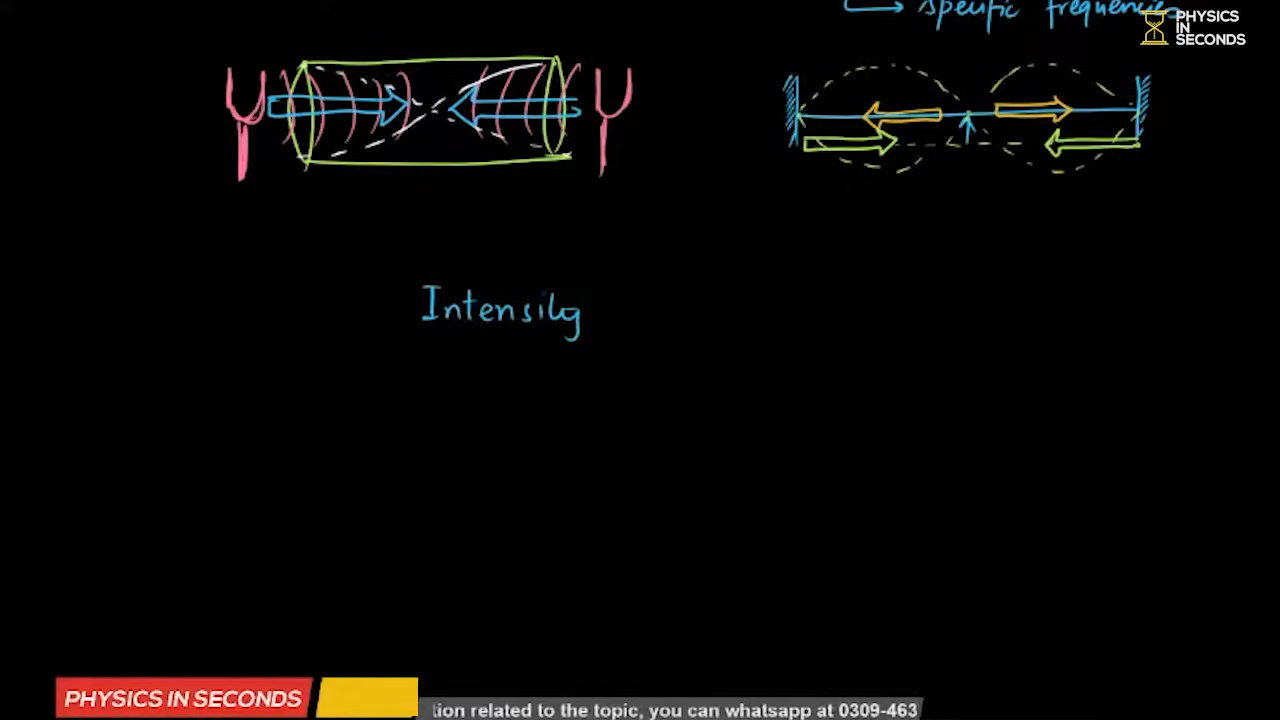 specific frequencies
PHYSICS
IN
SECONDS
Intensity
PHYSICS IN SECONDS
tion related to the topic, you can whatsapp at 0309-463